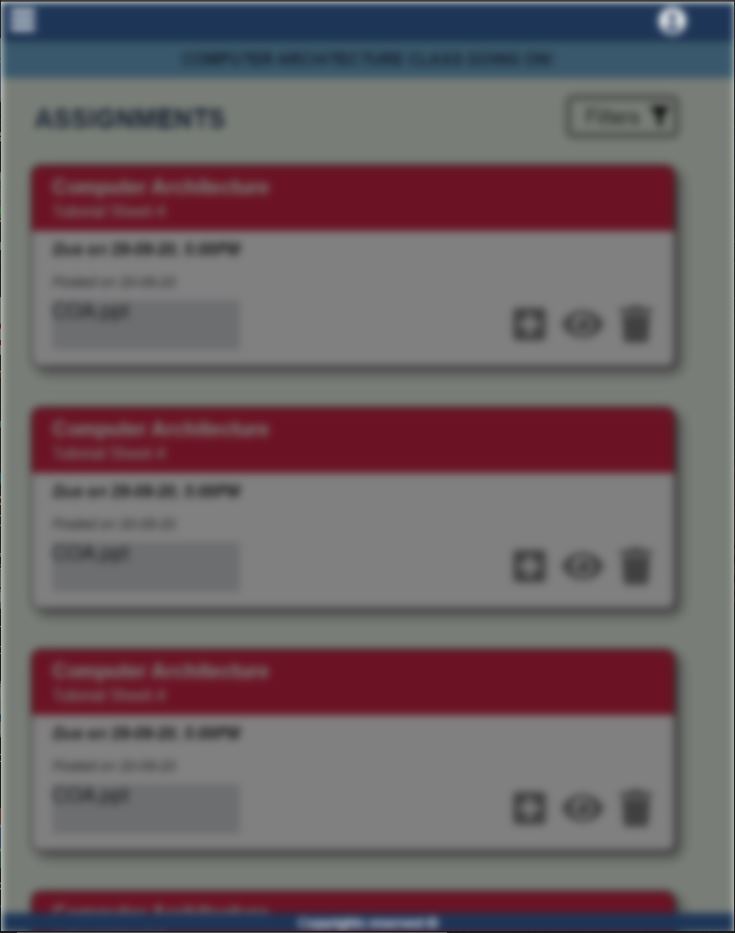 COMPUTER ARCHITECTURE CLASS GOING ON!
ASSIGNMENTS
Filters
Computer Architecture
Tutorial Sheet 4
Due on 29-09-20, 5:00PM
Posted on 20-09-20
COA.ppt
Computer Architecture
Tutorial Sheet 4
Due on 29-09-20, 5:00PM
Posted on 20-09-20
COA.ppt
Computer Architecture
Tutorial Sheet 4
Due on 29-09-20, 5:00PM
Posted on 20-09-20
COA.ppt
Computer Architecture
Copyrights reserved ©